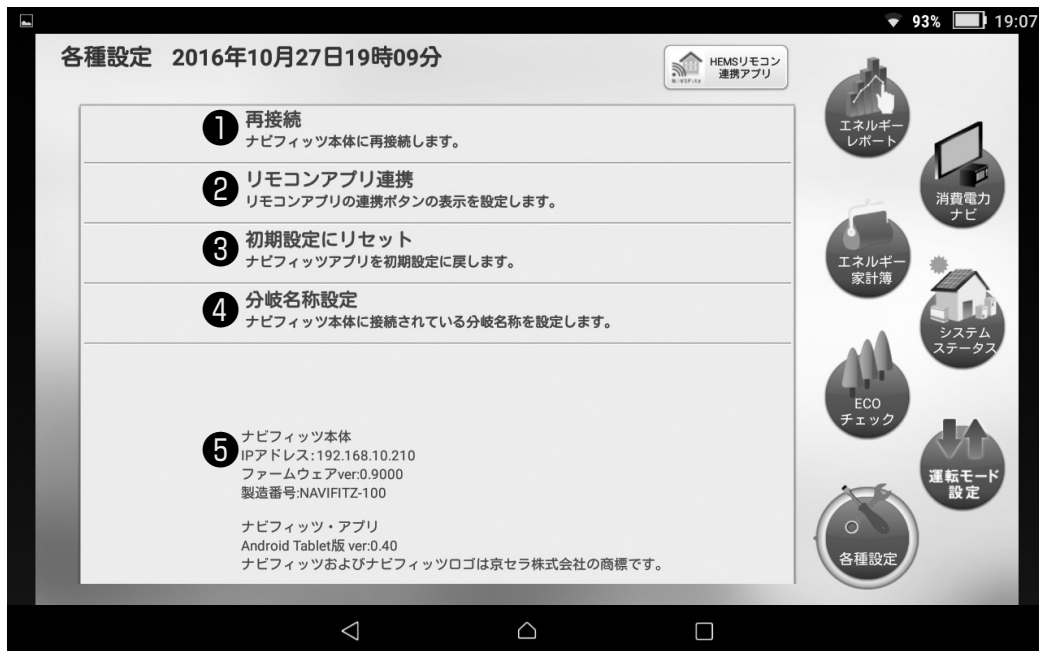 93% 19:07
各種設定 2016年10月27日19時09分
NAVIFitz
HEMSリモコン
連携アプリ
❶ 再接続
ナビフィッツ本体に再接続します。
❷ リモコンアプリ連携
リモコンアプリの連携ボタンの表示を設定します。
❸ 初期設定にリセット
ナビフィッツアプリを初期設定に戻します。
❹ 分岐名称設定
ナビフィッツ本体に接続されている分岐名称を設定します。
❺ ナビフィッツ本体
IPアドレス:192.168.10.210
ファームウェアver:0.9000
製造番号:NAVIFITZ-100
ナビフィッツ・アプリ
Android Tablet版 ver:0.40
ナビフィッツおよびナビフィッツロゴは京セラ株式会社の商標です。
エネルギー
レポート
消費電力
ナビ
エネルギー
家計簿
システム
ステータス
ECO
チェック
運転モード
設定
各種設定